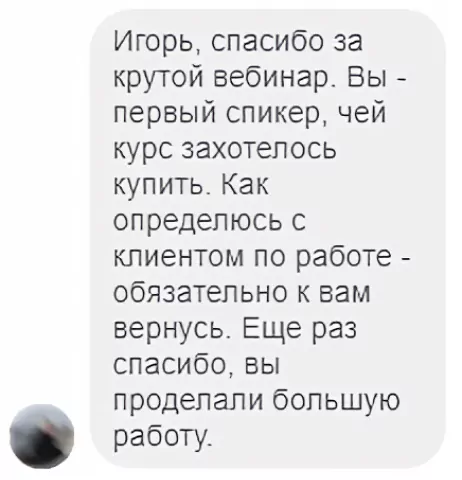 Игорь, спасибо за
крутой вебинар. Вы -
первый спикер, чей
курс захотелось
купить. Как
определюсь с
клиентом по работе -
обязательно к вам
вернусь. Еще раз
спасибо, вы
проделали большую
работу.